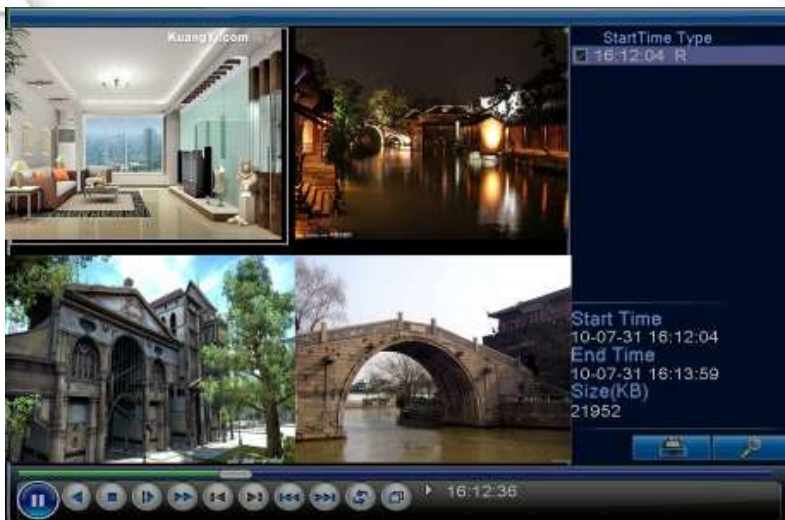 KuangYi.com
StartTime Type
16:12:04 R
Start Time
10-07-31 16:12:04
End Time
10-07-31 16:13:59
Size(KB)
21952
16:12:36